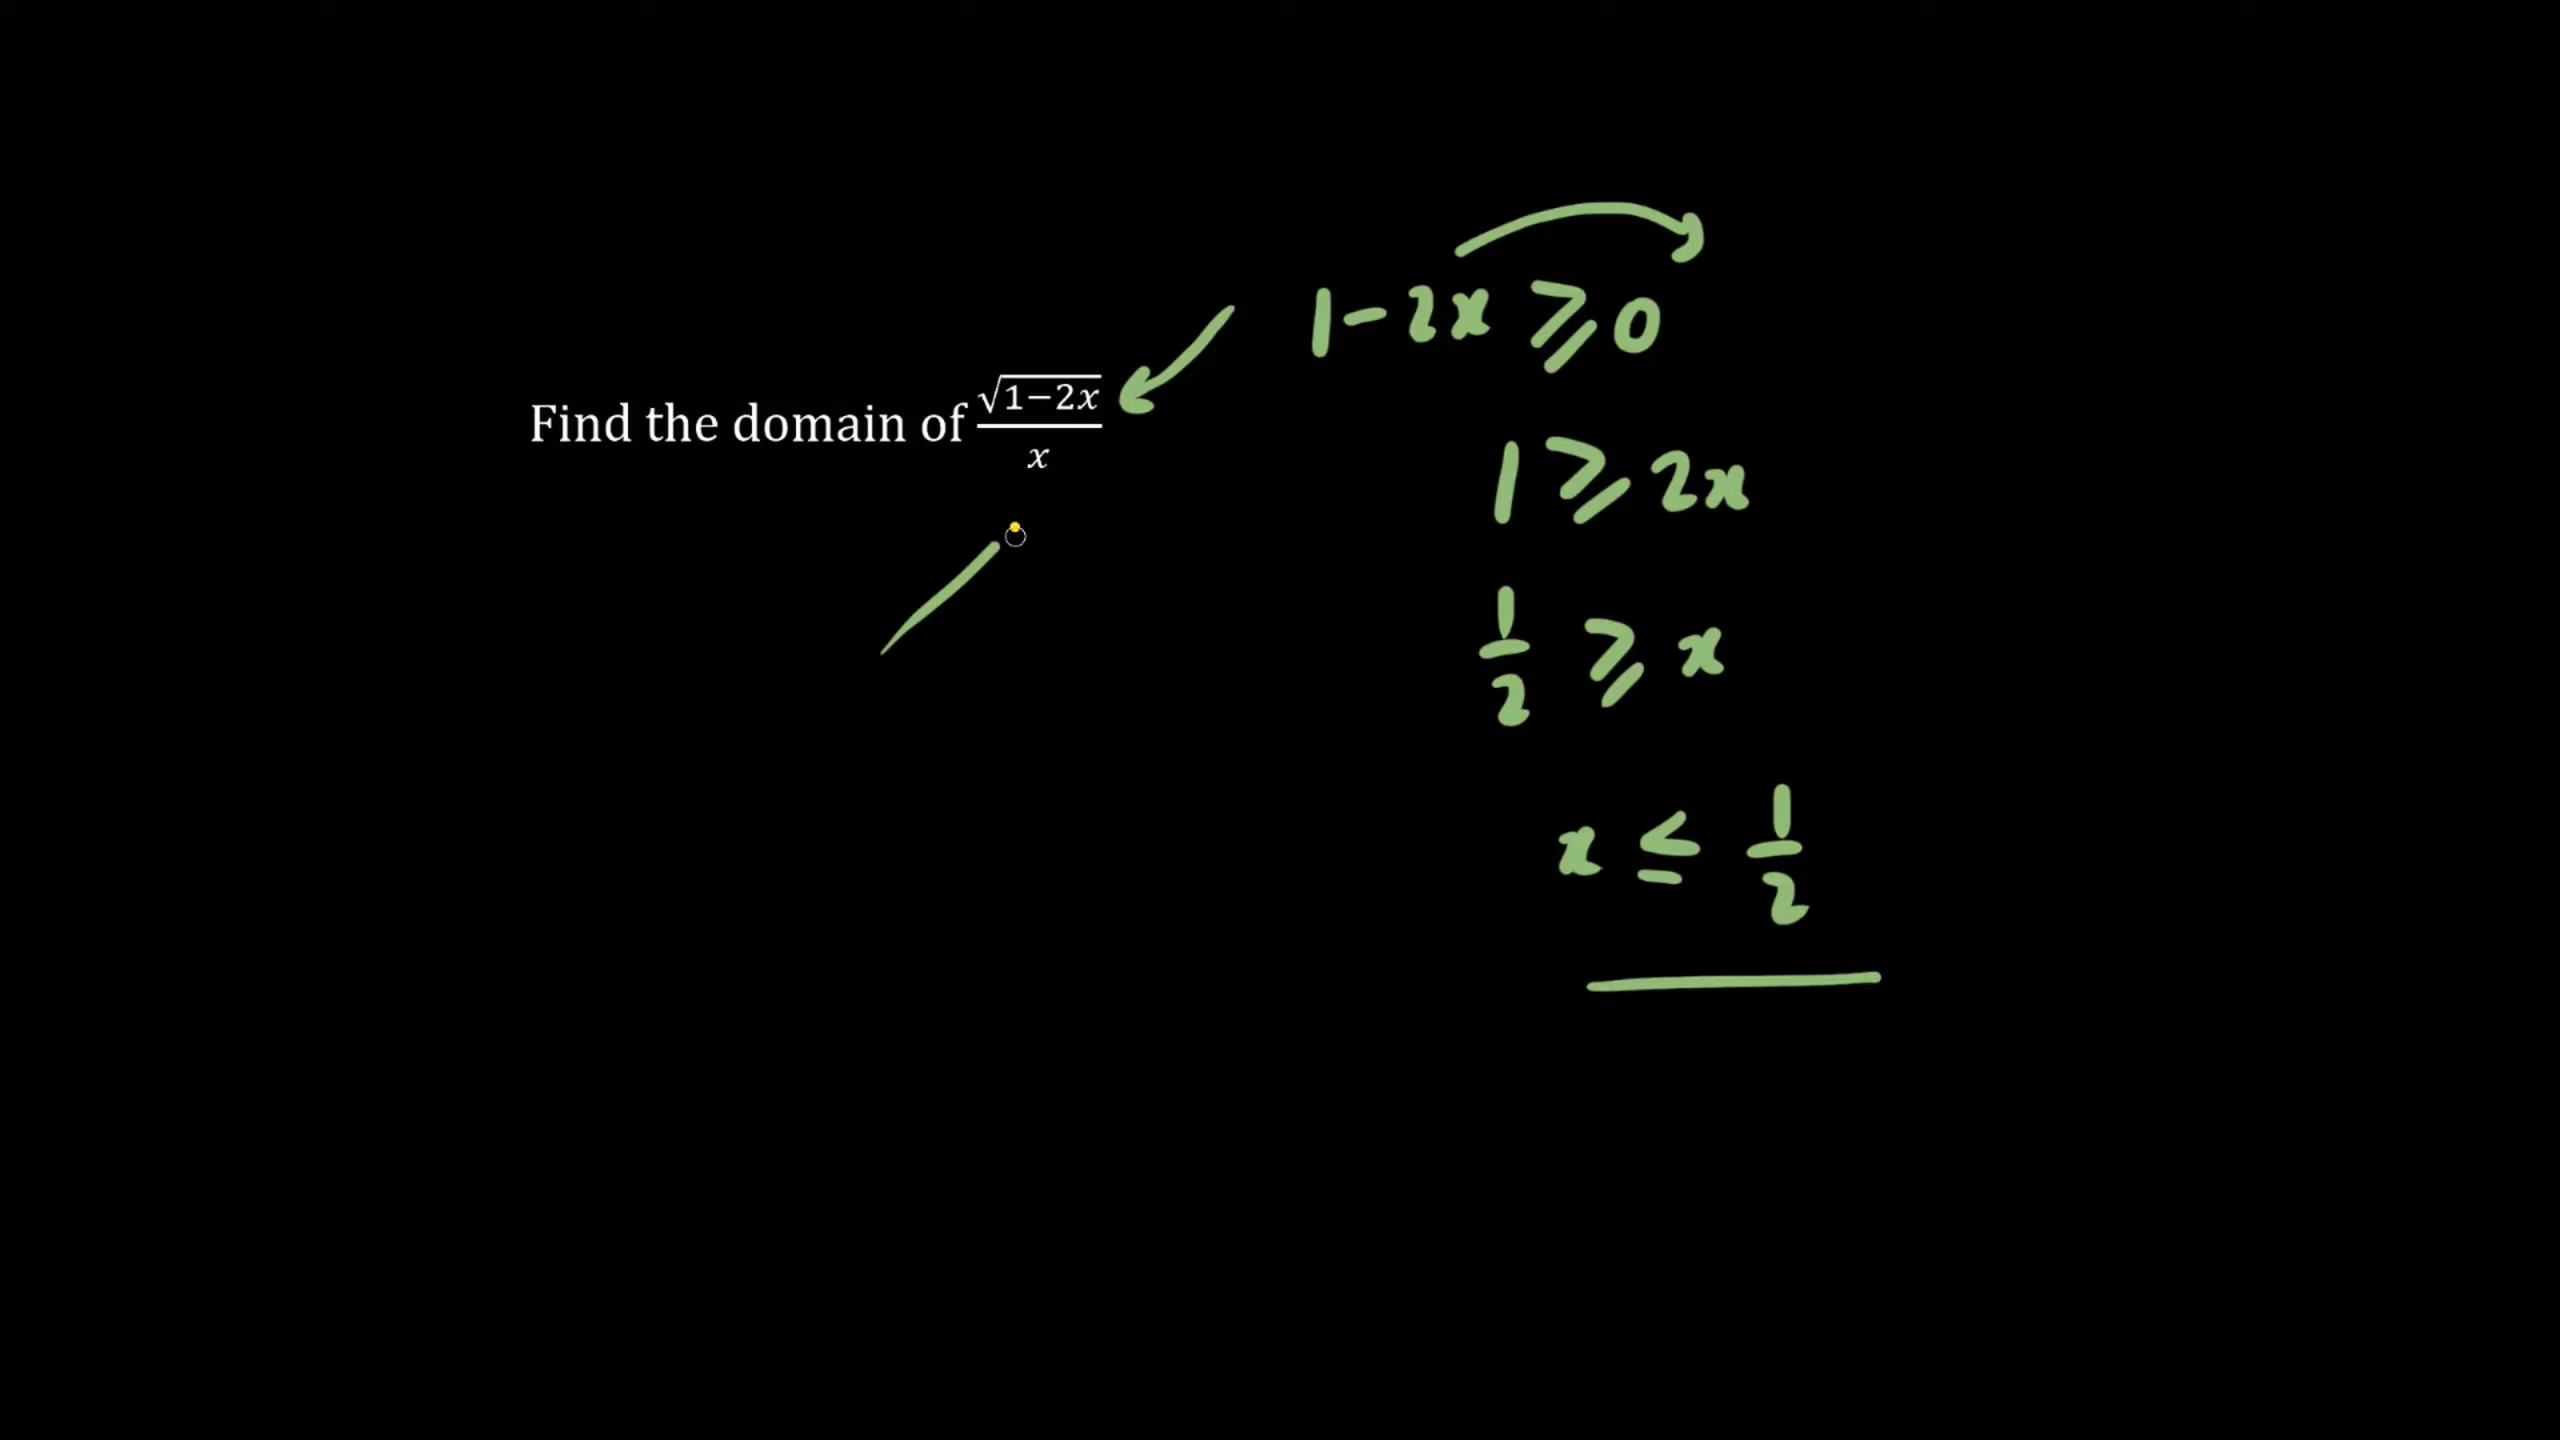 Find the domain of √(1−2x)/x
1-2x ⩾ 0
1 ⩾ 2x
1/2 ⩾ x
x ≤ 1/2